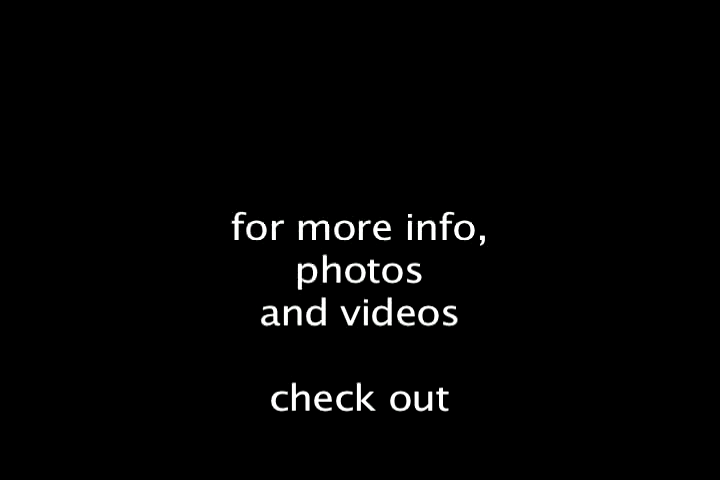 for more info,
photos
and videos
check out